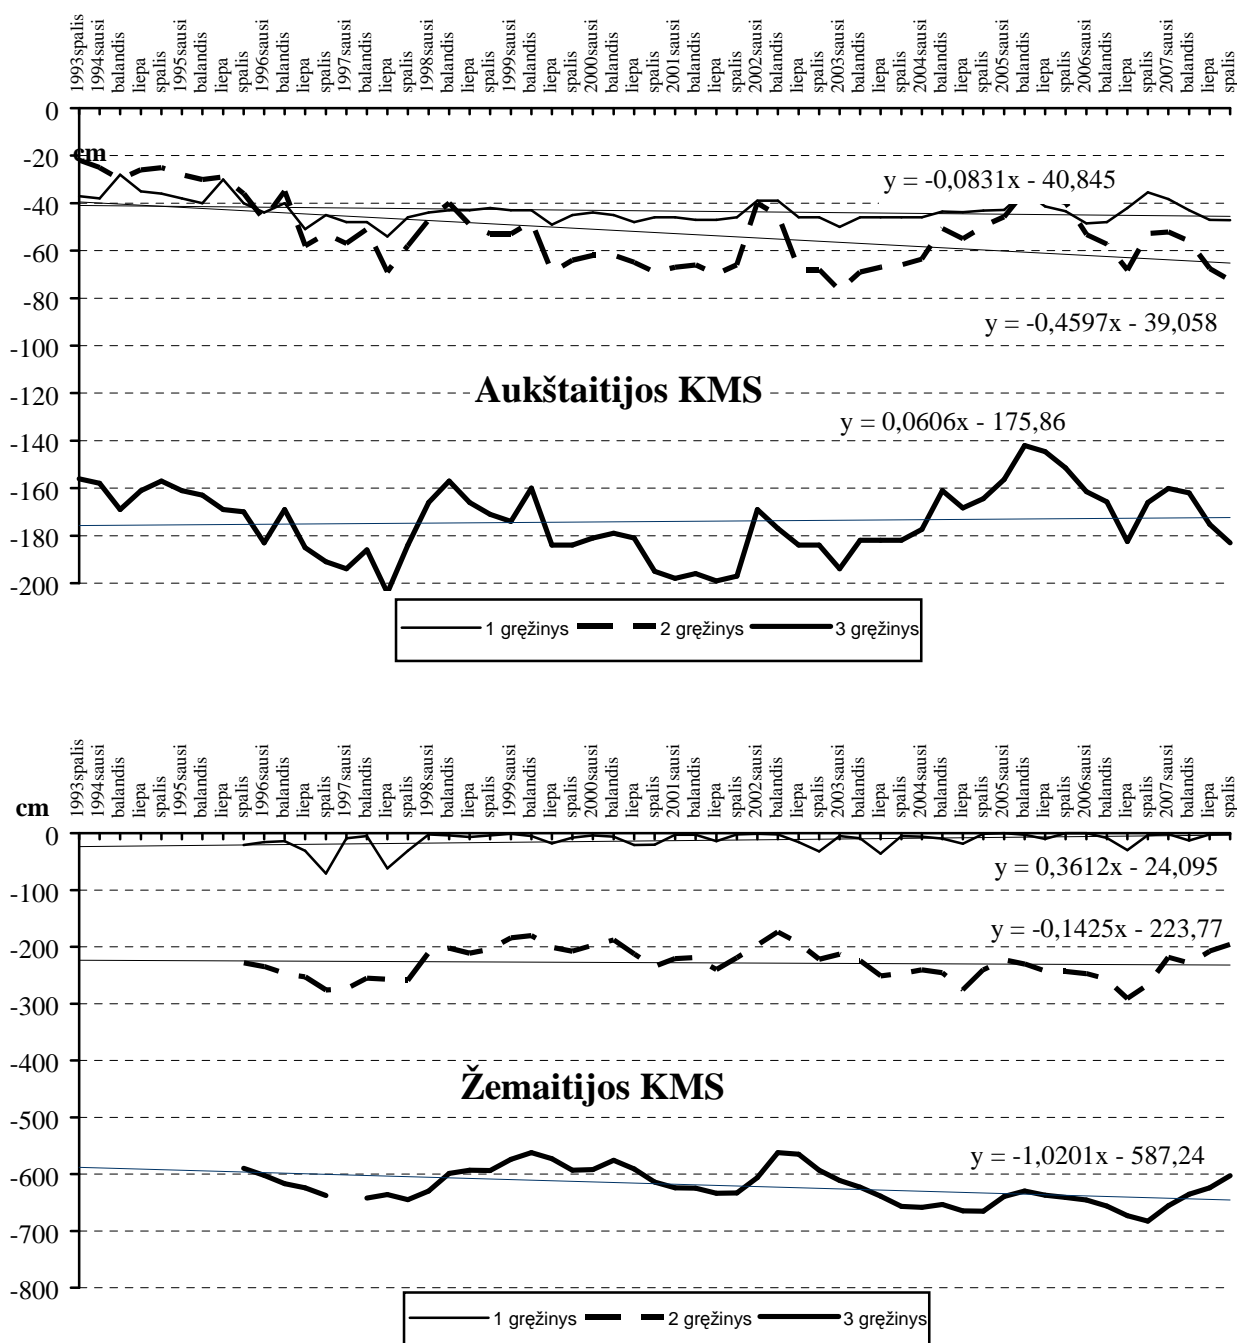 1993spalis
1994sausi
balandis
liepa
spalis
1995sausi
balandis
liepa
spalis
1996sausi
balandis
liepa
spalis
1997sausi
balandis
liepa
spalis
1998sausi
balandis
liepa
spalis
1999sausi
balandis
liepa
spalis
2000sausi
balandis
liepa
spalis
2001sausi
balandis
liepa
spalis
2002sausi
balandis
liepa
spalis
2003sausi
balandis
liepa
spalis
2004sausi
balandis
liepa
spalis
2005sausi
balandis
liepa
spalis
2006sausi
balandis
liepa
spalis
2007sausi
balandis
liepa
spalis
0
cm
-20
y = -0,0831x - 40,845
-40
-60
-80
y = -0,4597x - 39,058
-100
-120
Aukštaitijos KMS
y = 0,0606x - 175,86
-140
-160
-180
-200
1 gręžinys 2 gręžinys 3 gręžinys
1993spalis
1994sausi
balandis
liepa
spalis
1995sausi
balandis
liepa
spalis
1996sausi
balandis
liepa
spalis
1997sausi
balandis
liepa
spalis
1998sausi
balandis
liepa
spalis
1999sausi
balandis
liepa
spalis
2000sausi
balandis
liepa
spalis
2001sausi
balandis
liepa
spalis
2002sausi
balandis
liepa
spalis
2003sausi
balandis
liepa
spalis
2004sausi
balandis
liepa
spalis
2005sausi
balandis
liepa
spalis
2006sausi
balandis
liepa
spalis
2007sausi
balandis
liepa
spalis
cm
0
y = 0,3612x - 24,095
-100
y = -0,1425x - 223,77
-200
-300
-400
Žemaitijos KMS
-500
y = -1,0201x - 587,24
-600
-700
-800
1 gręžinys 2 gręžinys 3 gręžinys